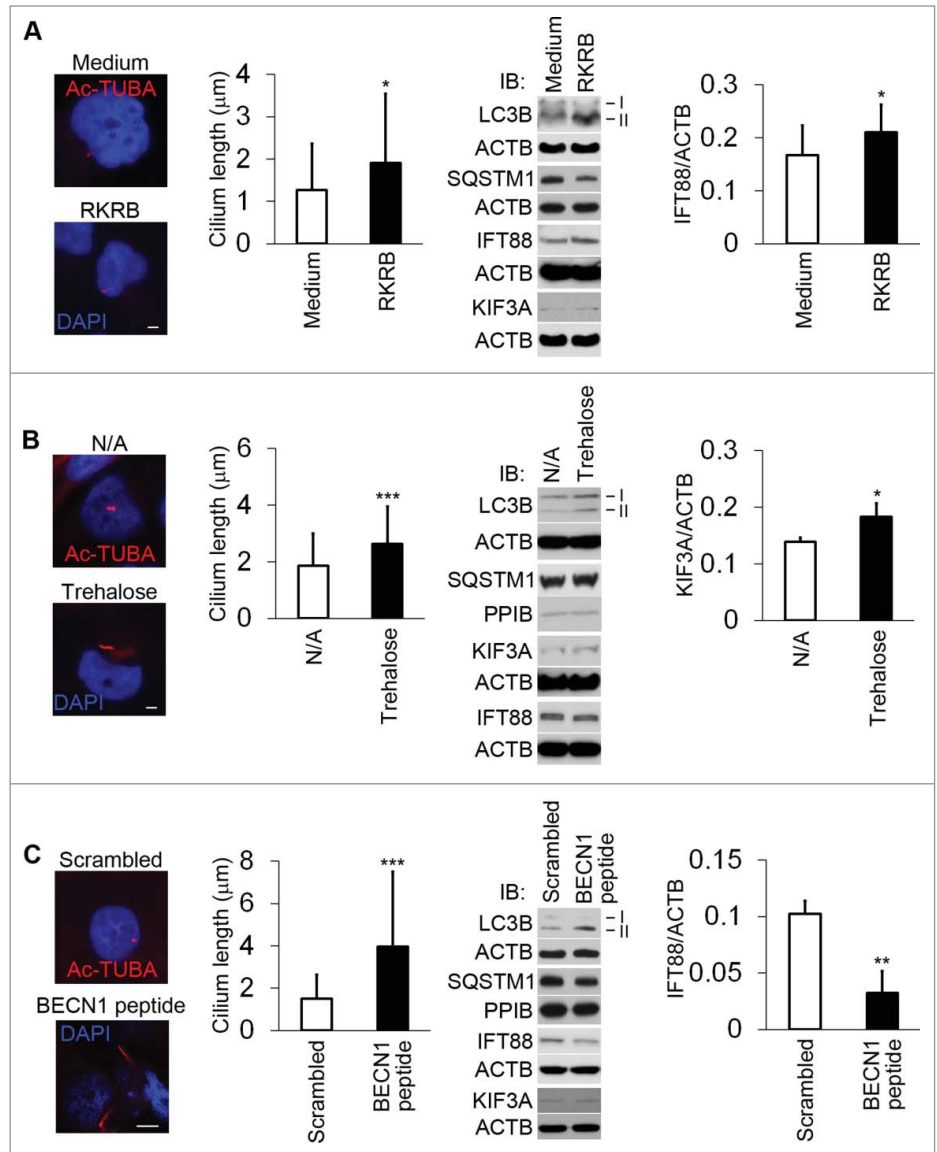 A
Medium
Ac-TUBA
RKRB
DAPI
Cilium length (μm)
4
3
2
1
0
*
Medium
RKRB
IB:
Medium
RKRB
LC3B
I
II
ACTB
SQSTM1
ACTB
IFT88
ACTB
KIF3A
ACTB
IFT88/ACTB
0.3
0.2
0.1
0
*
Medium
RKRB
B
N/A
Ac-TUBA
Trehalose
DAPI
Cilium length (μm)
6
4
2
0
***
N/A
Trehalose
IB:
N/A
Trehalose
LC3B
I
II
ACTB
SQSTM1
PPIB
KIF3A
ACTB
IFT88
ACTB
KIF3A/ACTB
0.3
0.2
0.1
0
*
N/A
Trehalose
C
Scrambled
Ac-TUBA
BECN1 peptide
DAPI
Cilium length (μm)
8
6
4
2
0
***
Scrambled
BECN1
peptide
IB:
Scrambled
BECN1
peptide
LC3B
I
II
ACTB
SQSTM1
PPIB
IFT88
ACTB
KIF3A
ACTB
IFT88/ACTB
0.15
0.1
0.05
0
**
Scrambled
BECN1
peptide